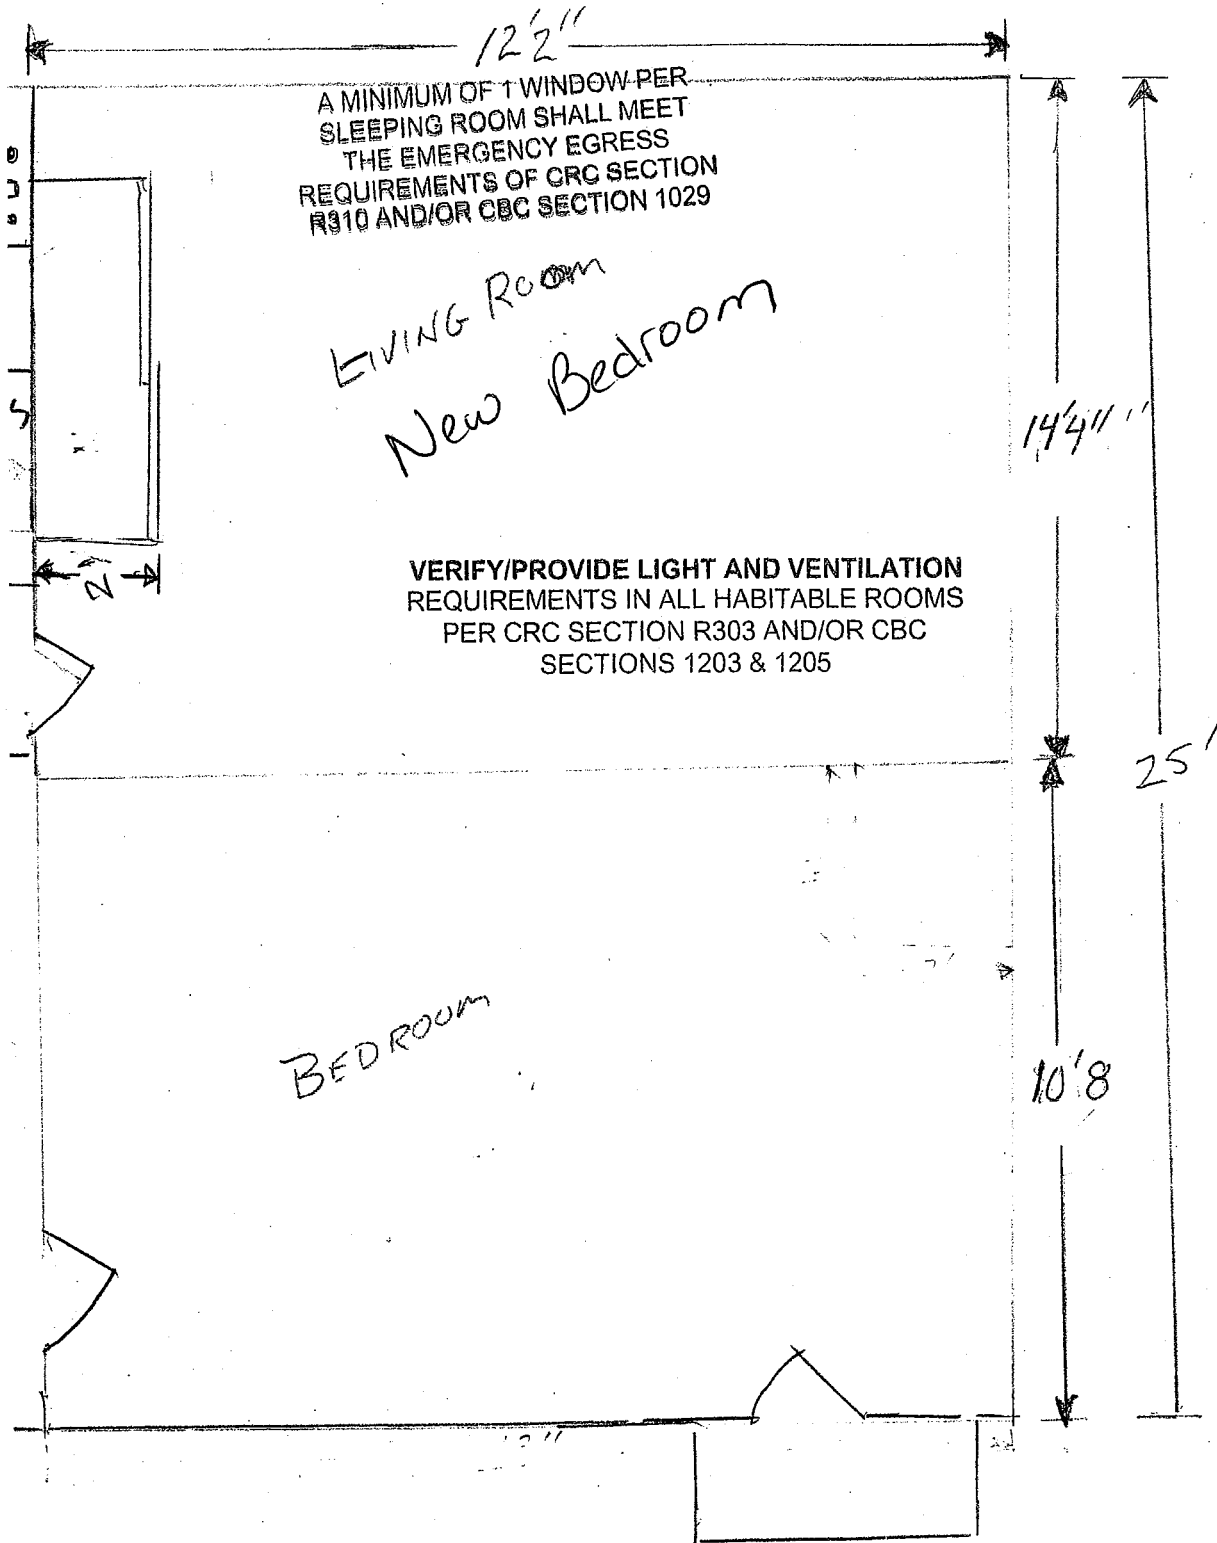 12'2"
A MINIMUM OF 1 WINDOW PER
SLEEPING ROOM SHALL MEET
THE EMERGENCY EGRESS
REQUIREMENTS OF CRC SECTION
R310 AND/OR CBC SECTION 1029
LIVING ROOM
New Bedroom
14'4"
2'
VERIFY/PROVIDE LIGHT AND VENTILATION
REQUIREMENTS IN ALL HABITABLE ROOMS
PER CRC SECTION R303 AND/OR CBC
SECTIONS 1203 & 1205
25'
BEDROOM
10'8